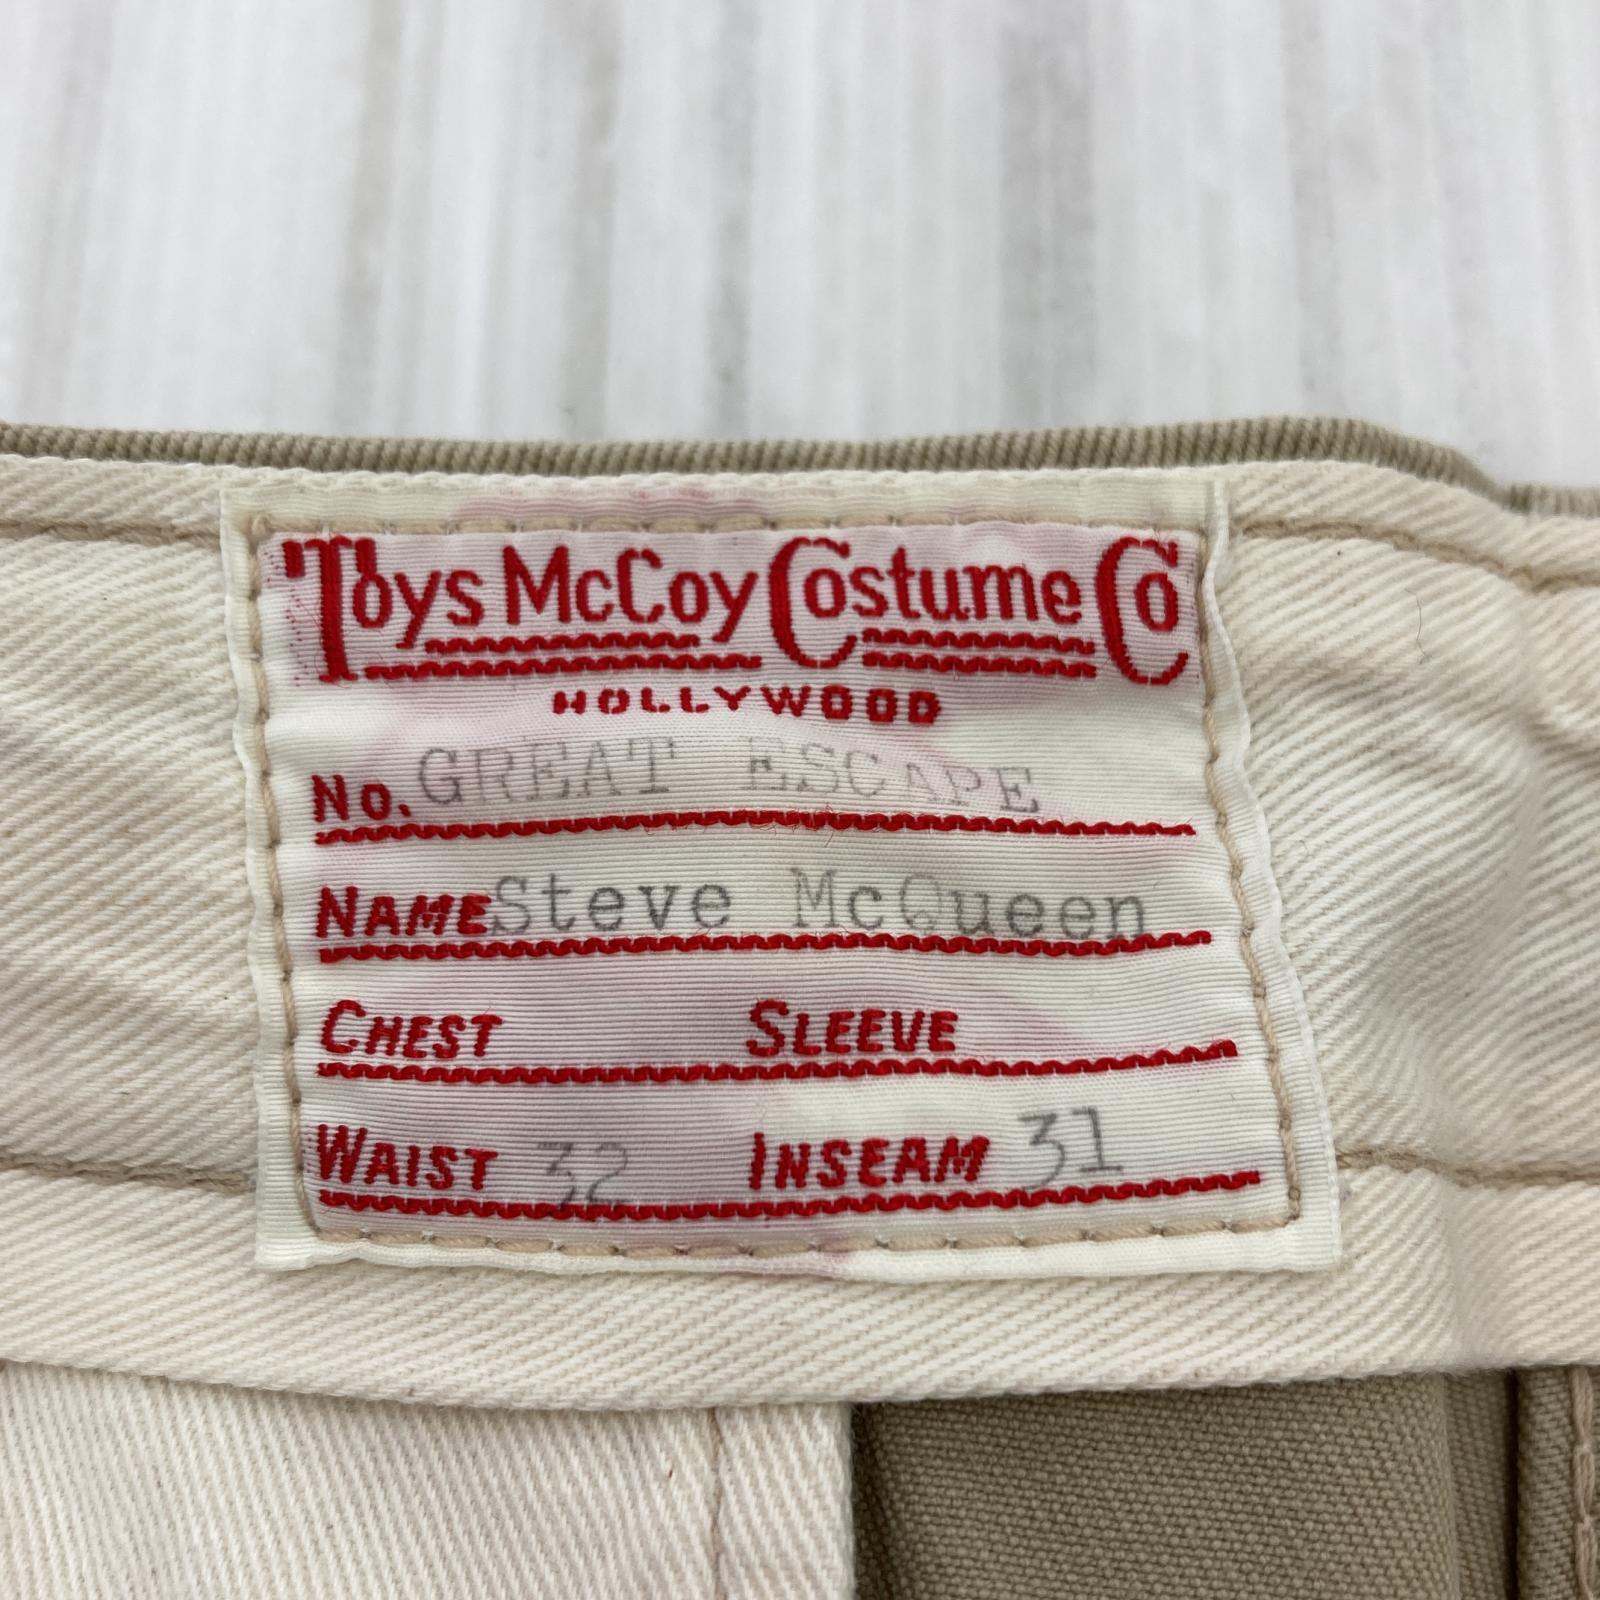 Toys McCoy Costume Co
HOLLYWOOD
No. GREAT ESCAPE
NAME Steve McQueen
CHEST SLEEVE
WAIST 32 INSEAM 31